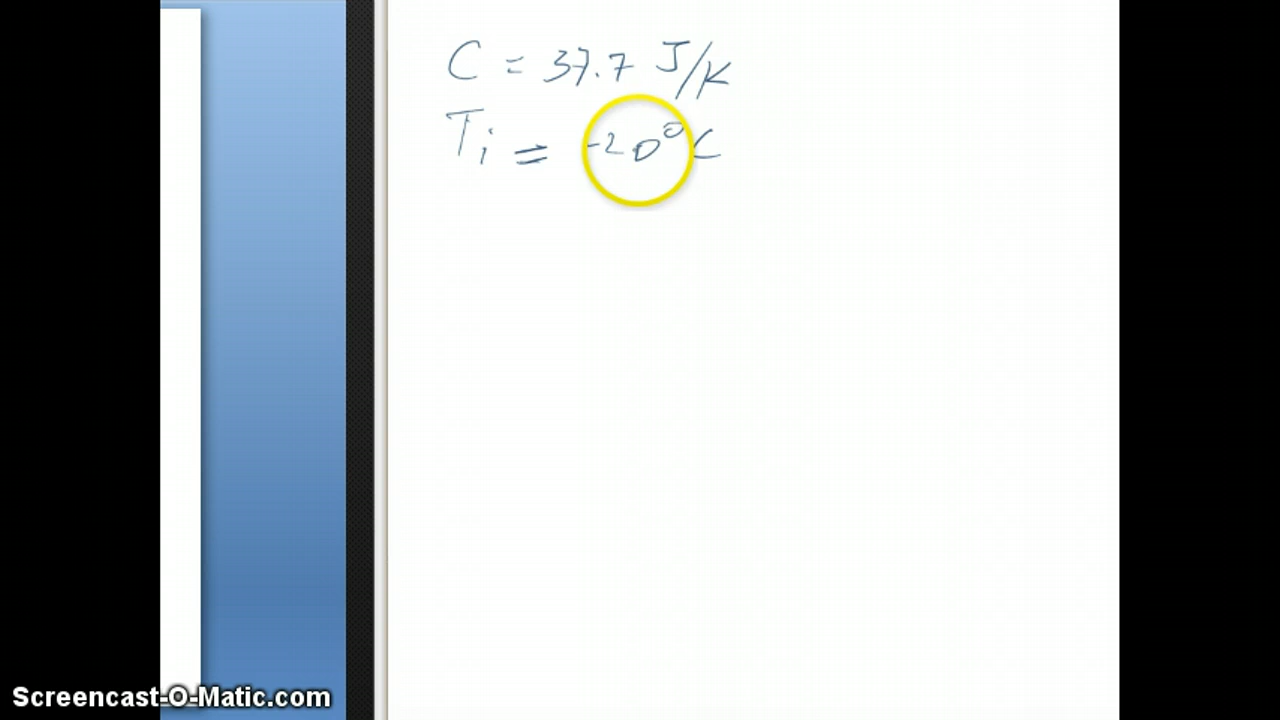 C = 37.7 J/K
Ti = -20°C
Screencast-O-Matic.com